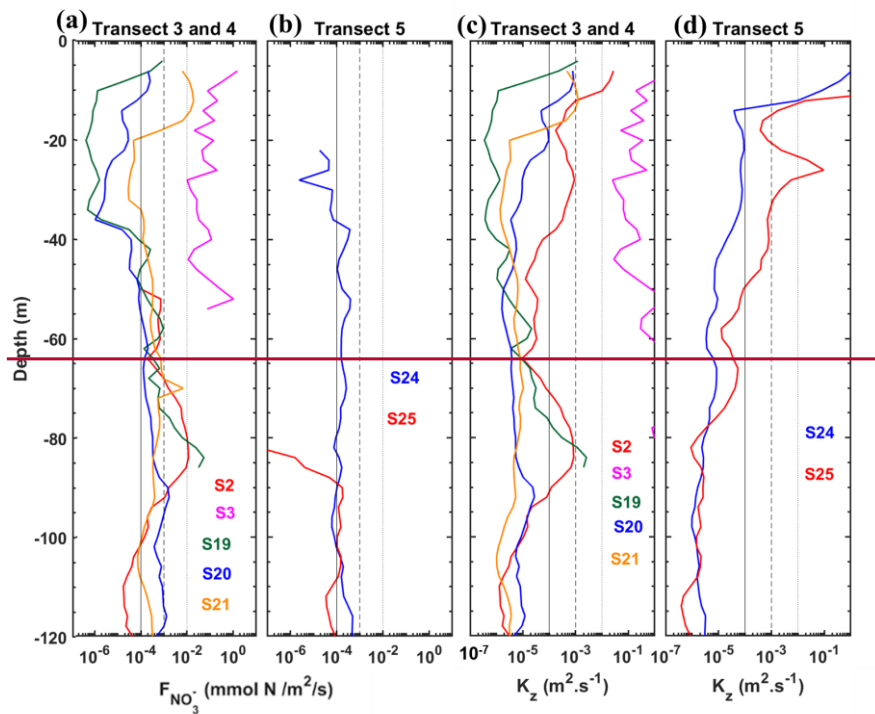 (a) (b) (c) (d)
Transect 3 and 4 Transect 5 Transect 3 and 4 Transect 5
0
-20
-40
-60
-80
-100
-120
Depth (m)
S2
S3
S19
S20
S21
S24
S25
S2
S3
S19
S20
S21
S24
S25
10^-6 10^-4 10^-2 10^0 10^-6 10^-4 10^-2 10^0 10^-7 10^-5 10^-3 10^-1 10^-7 10^-5 10^-3 10^-1
F_NO3^- (mmol N /m²/s) K_z (m².s⁻¹) K_z (m².s⁻¹)